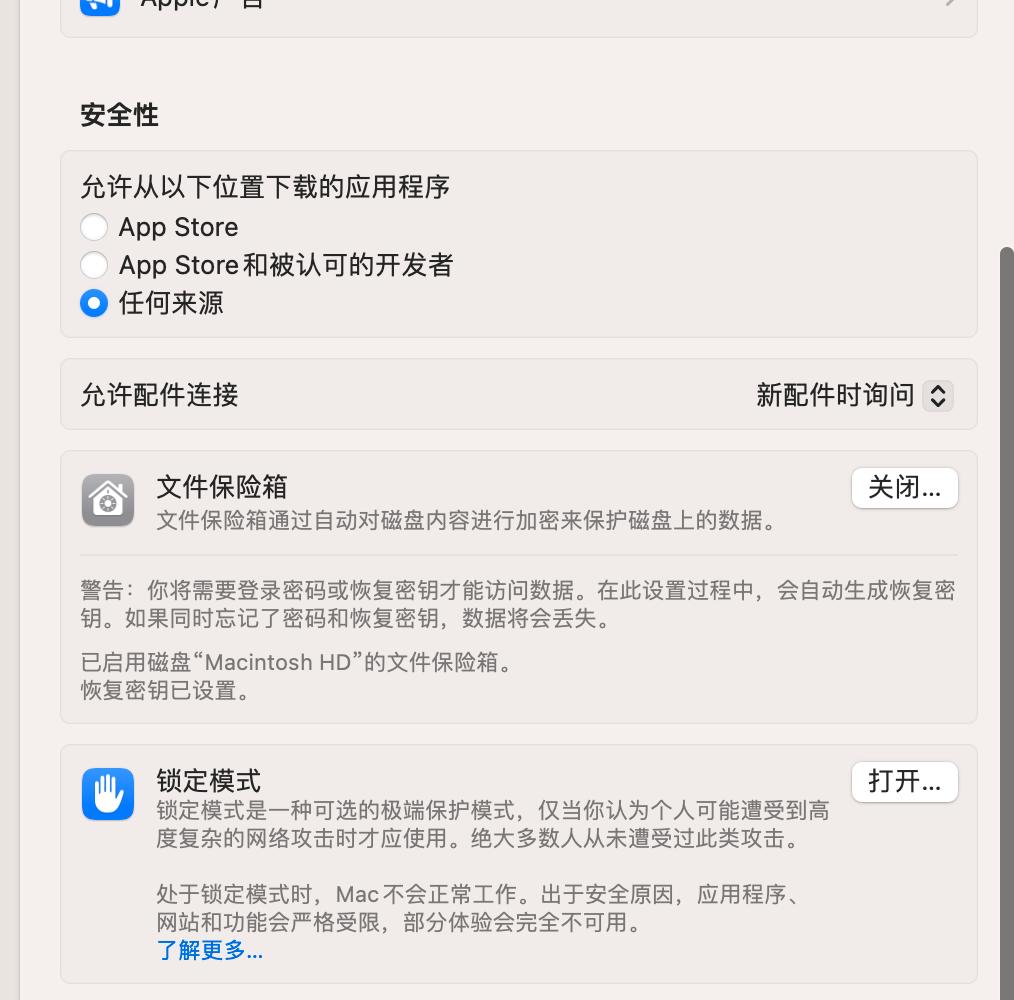 Apple广告
安全性
允许从以下位置下载的应用程序
App Store
App Store和被认可的开发者
任何来源
允许配件连接
新配件时询问
文件保险箱
关闭...
文件保险箱通过自动对磁盘内容进行加密来保护磁盘上的数据。
警告：你将需要登录密码或恢复密钥才能访问数据。在此设置过程中，会自动生成恢复密
钥。如果同时忘记了密码和恢复密钥，数据将会丢失。
已启用磁盘“Macintosh HD”的文件保险箱。
恢复密钥已设置。
锁定模式
打开...
锁定模式是一种可选的极端保护模式，仅当你认为个人可能遭受到高
度复杂的网络攻击时才应使用。绝大多数人从未遭受过此类攻击。
处于锁定模式时，Mac不会正常工作。出于安全原因，应用程序、
网站和功能会严格受限，部分体验会完全不可用。
了解更多...